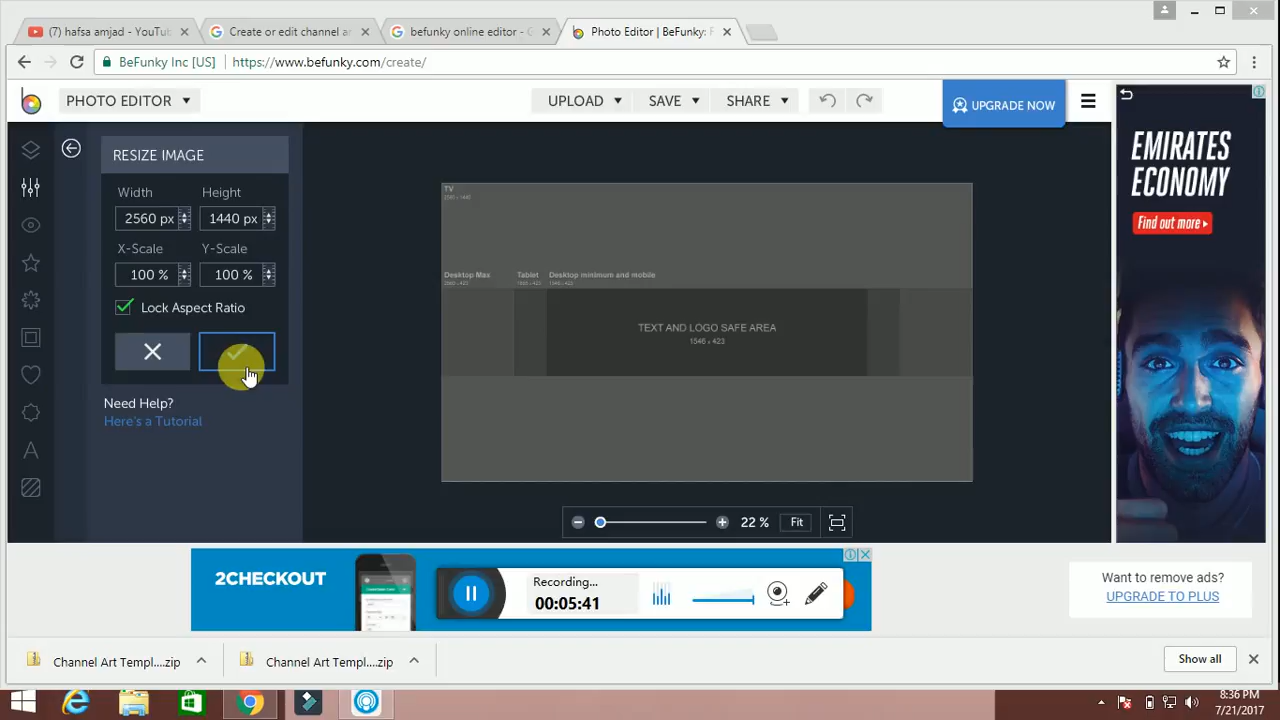 (7) hafsa amjad - YouTu
Create or edit channel a
befunky online editor - G
Photo Editor | BeFunky: F
BeFunky Inc [US]
https://www.befunky.com/create/
PHOTO EDITOR
UPLOAD
SAVE
SHARE
UPGRADE NOW
RESIZE IMAGE
Width
Height
2560 px
1440 px
X-Scale
Y-Scale
100 %
100 %
Lock Aspect Ratio
Need Help?
Here's a Tutorial
TV
2560 x 1440
Desktop Max
Tablet
Desktop minimum and mobile
1546 x 423
TEXT AND LOGO SAFE AREA
1546 x 423
22 %
Fit
EMIRATES
ECONOMY
Find out more
2CHECKOUT
Recording...
00:05:41
Want to remove ads?
UPGRADE TO PLUS
Channel Art Templ....zip
Channel Art Templ....zip
Show all
8:36 PM
7/21/2017